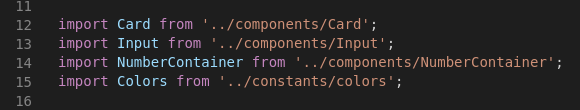 11
12 import Card from '../components/Card';
13 import Input from '../components/Input';
14 import NumberContainer from '../components/NumberContainer';
15 import Colors from '../constants/colors';
16